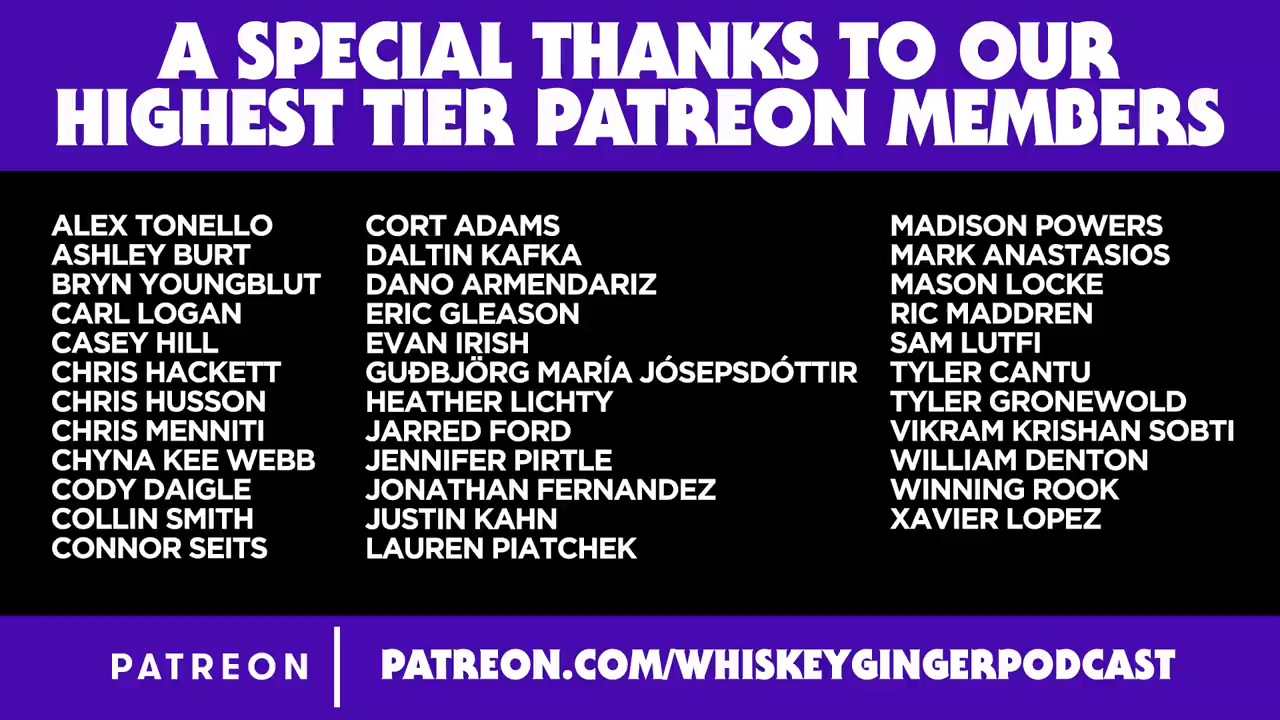 A SPECIAL THANKS TO OUR
HIGHEST TIER PATREON MEMBERS
ALEX TONELLO
ASHLEY BURT
BRYN YOUNGBLUT
CARL LOGAN
CASEY HILL
CHRIS HACKETT
CHRIS HUSSON
CHRIS MENNITI
CHYNA KEE WEBB
CODY DAIGLE
COLLIN SMITH
CONNOR SEITS
CORT ADAMS
DALTIN KAFKA
DANO ARMENDARIZ
ERIC GLEASON
EVAN IRISH
GUÐBJÖRG MARÍA JÓSEPSDÓTTIR
HEATHER LICHTY
JARRED FORD
JENNIFER PIRTLE
JONATHAN FERNANDEZ
JUSTIN KAHN
LAUREN PIATCHEK
MADISON POWERS
MARK ANASTASIOS
MASON LOCKE
RIC MADDREN
SAM LUTFI
TYLER CANTU
TYLER GRONEWOLD
VIKRAM KRISHAN SOBTI
WILLIAM DENTON
WINNING ROOK
XAVIER LOPEZ
PATREON
PATREON.COM/WHISKEYGINGERPODCAST